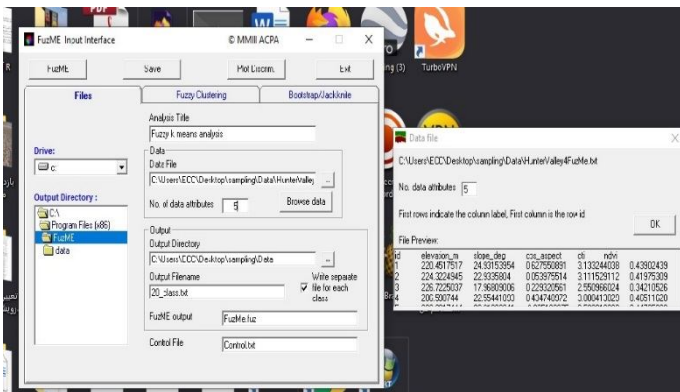 FuzME Input Interface
© MMIII ACPA
FuzME
Save
Plot Discrim.
Exit
Files
Fuzzy Clustering
Bootstrap/Jackknife
Analysis Title
Fuzzy k means analysis
Drive:
c:
Data
Data File
C:\Users\ECC\Desktop\sampling\Data\HunterValley
...
No. of data attributes
5
Browse data
Output Directory :
C:\
Program Files (x86)
FuzME
data
Output
Output Directory
C:\Users\ECC\Desktop\sampling\Data
...
Output Filename
20_class.txt
Write separate
file for each
class
FuzME output
FuzMe.fuz
Control File
Control.txt
ng (3)
TurboVPN
Data file
C:\Users\ECC\Desktop\sampling\Data\HunterValley4FuzMe.txt
No. data attributes
5
First rows indicate the column label, First column is the row id
OK
File Preview:
id elevation_m slope_deg cos_aspect cti ndvi
1 220.4517517 24.93153954 0.627550891 3.133244038 0.43902439
2 224.3224945 22.9335804 0.053975514 3.111529112 0.41975309
3 226.7225037 17.96809006 0.229320561 2.550966024 0.34210526
4 206.590744 22.55441093 0.434740972 3.000413029 0.46511620